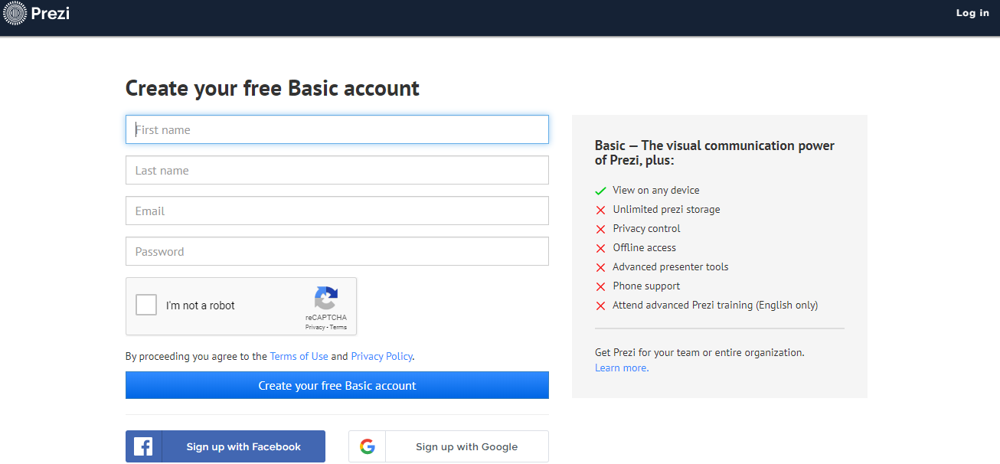 Prezi
Log in
Create your free Basic account
First name
Last name
Email
Password
I'm not a robot
reCAPTCHA
Privacy - Terms
By proceeding you agree to the Terms of Use and Privacy Policy.
Create your free Basic account
Sign up with Facebook
Sign up with Google
Basic — The visual communication power
of Prezi, plus:
View on any device
Unlimited prezi storage
Privacy control
Offline access
Advanced presenter tools
Phone support
Attend advanced Prezi training (English only)
Get Prezi for your team or entire organization.
Learn more.